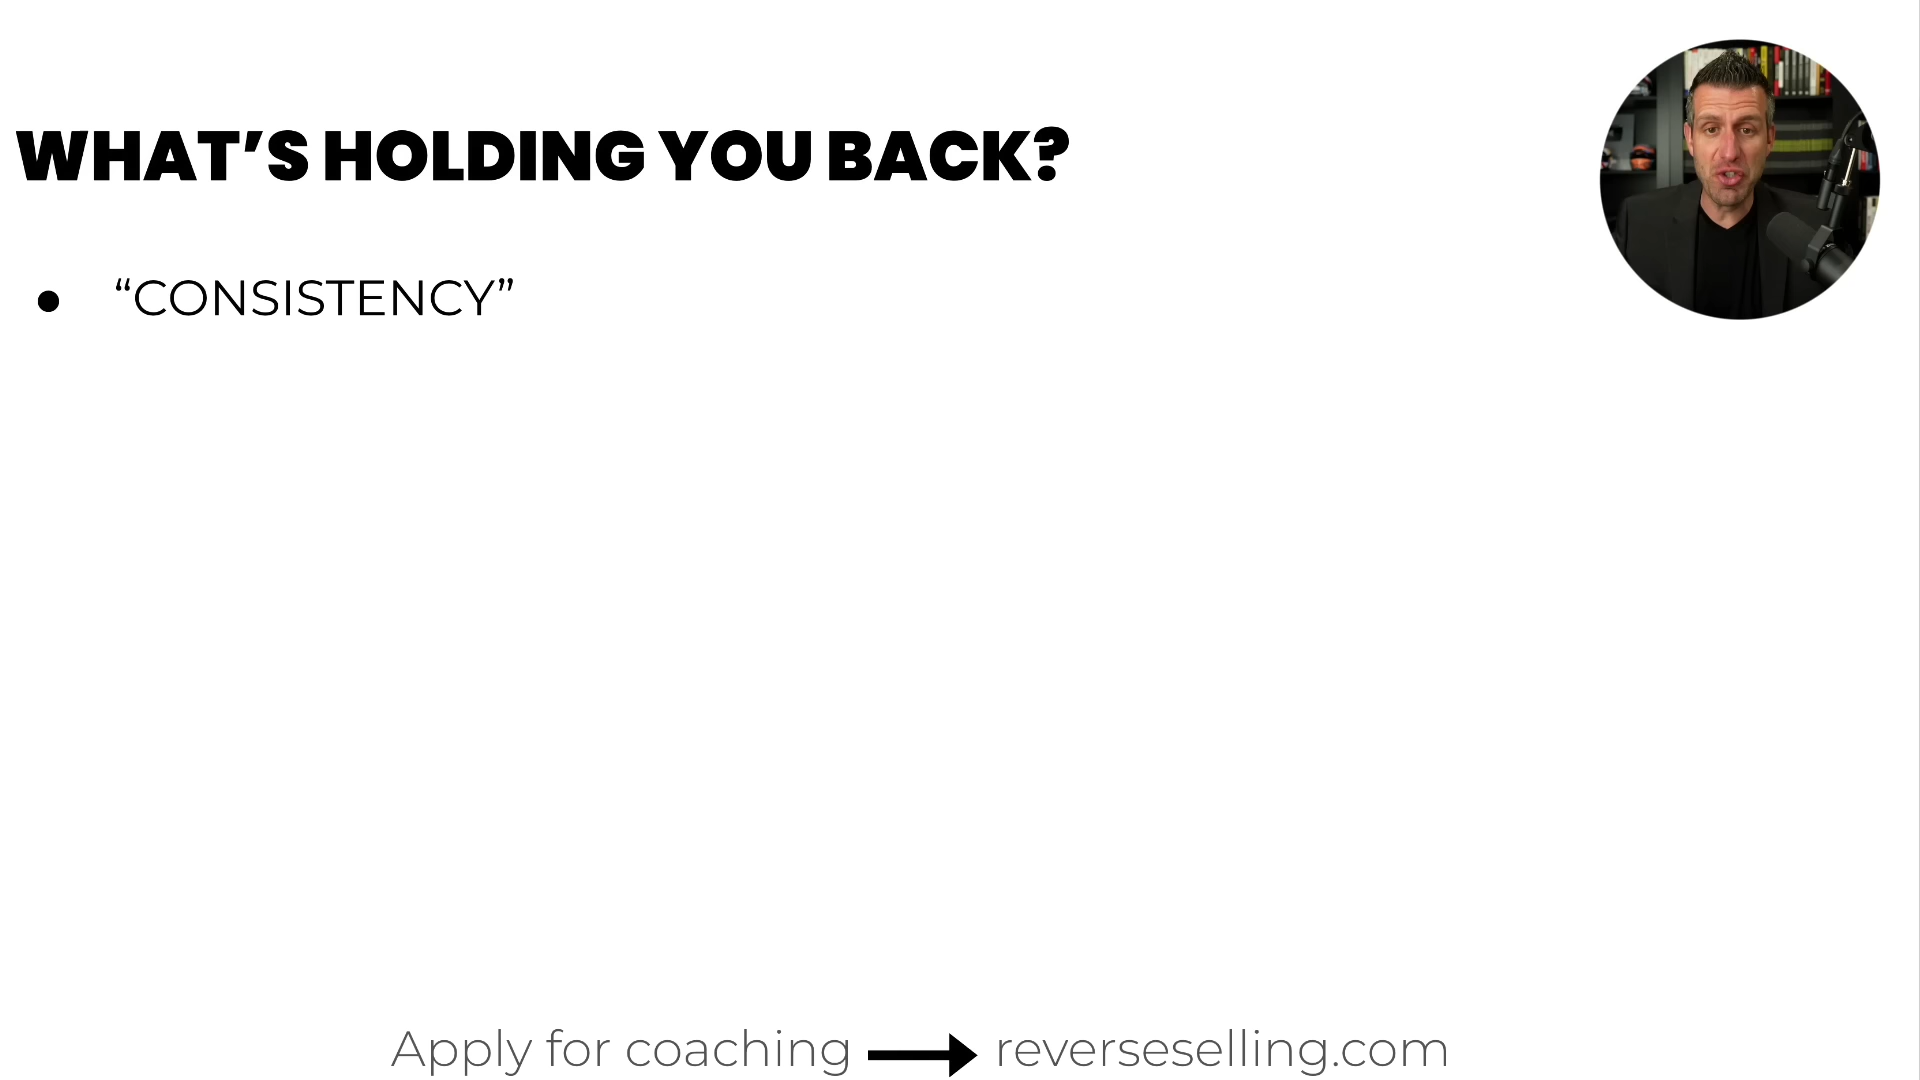 WHAT’S HOLDING YOU BACK?
● “CONSISTENCY”
Apply for coaching → reverseselling.com